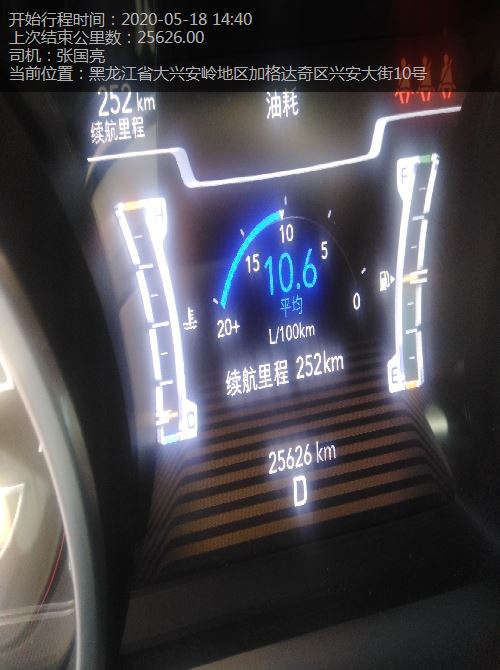 开始行程时间：2020-05-18 14:40
上次结束公里数：25626.00
司机：张国亮
当前位置：黑龙江省大兴安岭地区加格达奇区兴安大街10号
252 km
续航里程
油耗
H
F
10
15
5
10.6
平均
20+
0
L/100km
续航里程 252km
C
E
25626 km
D